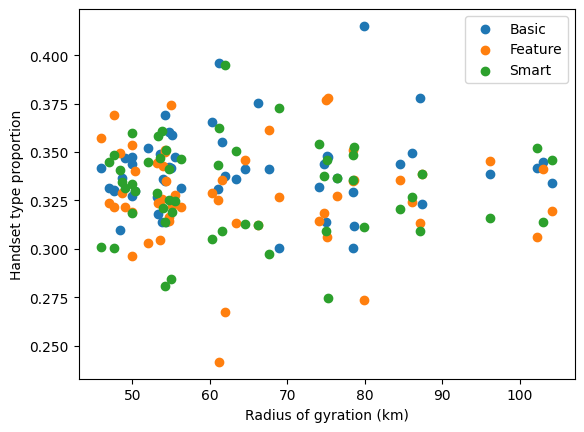 Basic
Feature
Smart
0.400
0.375
0.350
0.325
0.300
0.275
0.250
Handset type proportion
50
60
70
80
90
100
Radius of gyration (km)